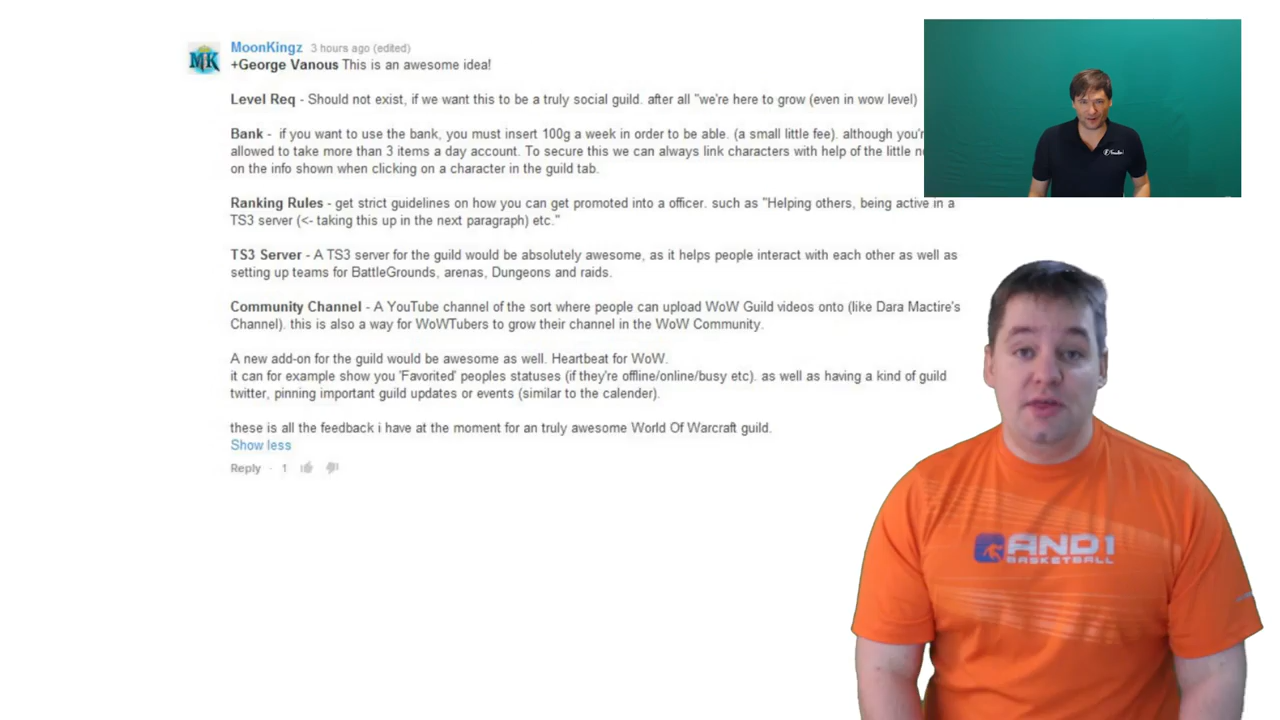 MoonKingz 3 hours ago (edited)
+George Vanous This is an awesome idea!
Level Req - Should not exist, if we want this to be a truly social guild. after all "we're here to grow (even in wow level)
Bank - if you want to use the bank, you must insert 100g a week in order to be able. (a small little fee). although you'r
allowed to take more than 3 items a day account. To secure this we can always link characters with help of the little
on the info shown when clicking on a character in the guild tab.
Ranking Rules - get strict guidelines on how you can get promoted into a officer. such as "Helping others, being active in a
TS3 server (<- taking this up in the next paragraph) etc."
TS3 Server - A TS3 server for the guild would be absolutely awesome, as it helps people interact with each other as well as
setting up teams for BattleGrounds, arenas, Dungeons and raids.
Community Channel - A YouTube channel of the sort where people can upload WoW Guild videos onto (like Dara Mactire's
Channel). this is also a way for WoWTubers to grow their channel in the WoW Community.
A new add-on for the guild would be awesome as well. Heartbeat for WoW.
it can for example show you 'Favorited' peoples statuses (if they're offline/online/busy etc). as well as having a kind of guild
twitter, pinning important guild updates or events (similar to the calender).
these is all the feedback i have at the moment for an truly awesome World Of Warcraft guild.
Show less
Reply · 1
MK
AND1
BASKETBALL